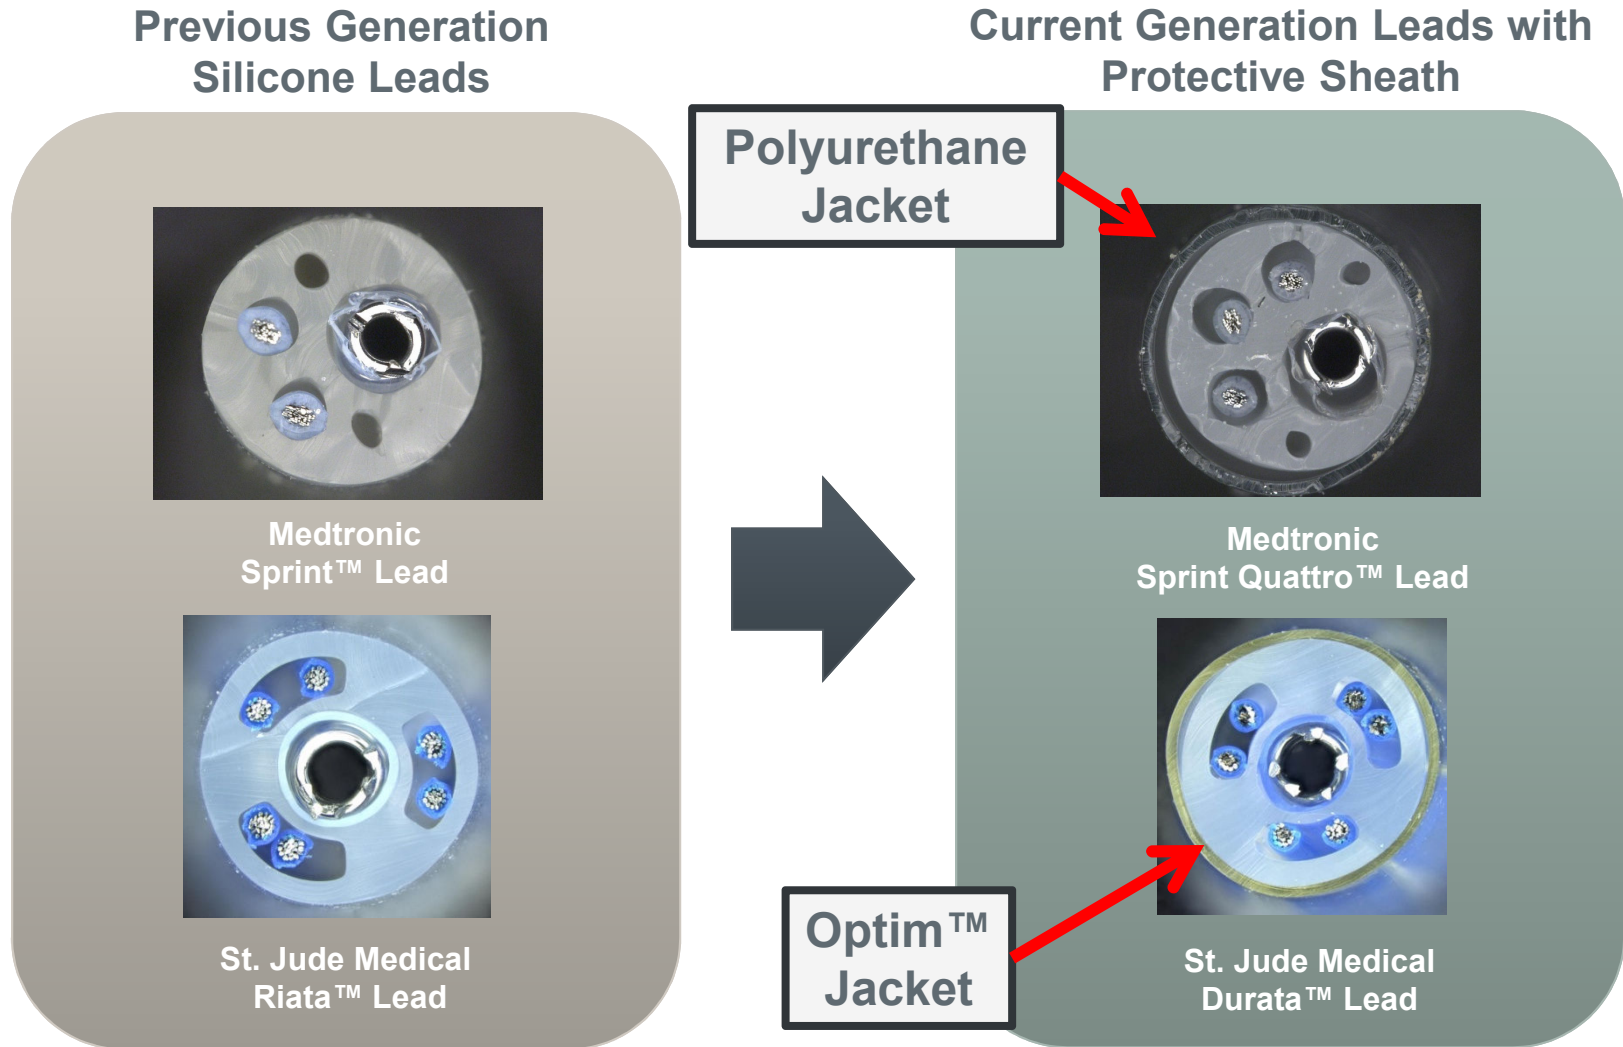 Previous Generation
Silicone Leads
Current Generation Leads with
Protective Sheath
Polyurethane
Jacket
Medtronic
Sprint™ Lead
Medtronic
Sprint Quattro™ Lead
St. Jude Medical
Riata™ Lead
Optim™
Jacket
St. Jude Medical
Durata™ Lead